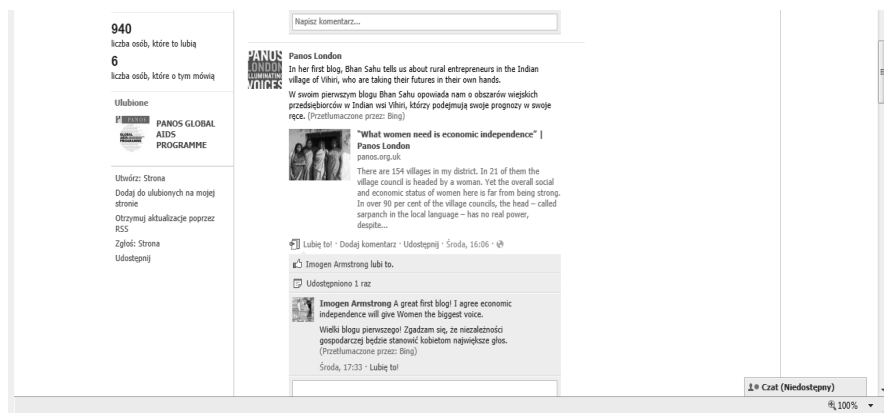 940
liczba osób, które to lubią
6
liczba osób, które o tym mówią
Ulubione
PANOS GLOBAL
AIDS
PROGRAMME
Utwórz: Strona
Dodaj do ulubionych na mojej
stronie
Otrzymuj aktualizacje poprzez
RSS
Zgłoś: Strona
Udostępnij
Napisz komentarz...
PANOS
LONDON
ILLUMINATING
VOICES
Panos London
In her first blog, Bhan Sahu tells us about rural entrepreneurs in the Indian
village of Vihiri, who are taking their futures in their own hands.
W swoim pierwszym blogu Bhan Sahu opowiada nam o obszarów wiejskich
przedsiębiorców w Indian wsi Vihiri, którzy podejmują swoje prognozy w swoje
ręce. (Przetłumaczone przez: Bing)
"What women need is economic independence" |
Panos London
panos.org.uk
There are 154 villages in my district. In 21 of them the
village council is headed by a woman. Yet the overall social
and economic status of women here is far from being strong.
In over 90 per cent of the village councils, the head – called
sarpanch in the local language – has no real power,
despite...
Lubię to! · Dodaj komentarz · Udostępnij · Środa, 16:06 ·
Imogen Armstrong lubi to.
Udostępniono 1 raz
Imogen Armstrong A great first blog! I agree economic
independence will give Women the biggest voice.
Wielki blogu pierwszego! Zgadzam się, że niezależności
gospodarczej będzie stanowić kobietom największe głos.
(Przetłumaczone przez: Bing)
Środa, 17:33 · Lubię to!
Czat (Niedostępny)
100%